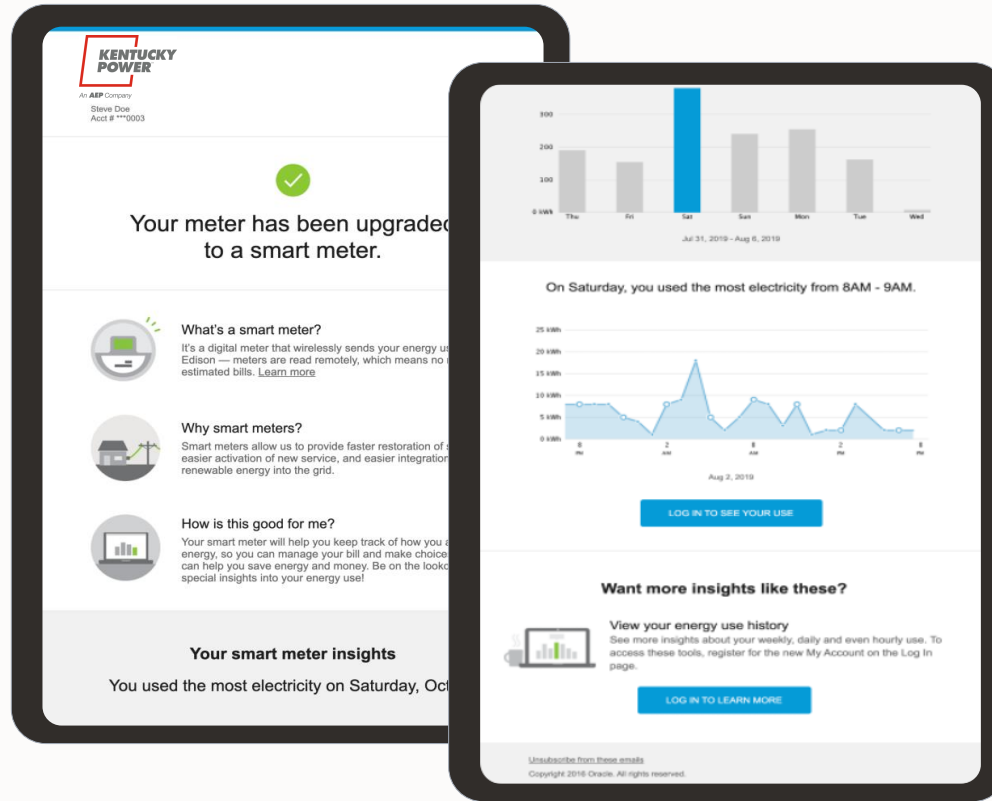 KENTUCKY
POWER
An AEP Company
Steve Doe
Acct # ***0003
Your meter has been upgraded
to a smart meter.
What's a smart meter?
It's a digital meter that wirelessly sends your energy
Edison — meters are read remotely, which means no
estimated bills. Learn more
Why smart meters?
Smart meters allow us to provide faster restoration of
easier activation of new service, and easier integration
renewable energy into the grid.
How is this good for me?
Your smart meter will help you keep track of how you
energy, so you can manage your bill and make
can help you save energy and money. Be on the
special insights into your energy use!
Your smart meter insights
You used the most electricity on Saturday, Oct
300
200
100
0 kWh
Thu Fri Sat Sun Mon Tue Wed
Jul 31, 2019 - Aug 6, 2019
On Saturday, you used the most electricity from 8AM - 9AM.
25 kWh
20 kWh
15 kWh
10 kWh
5 kWh
0 kWh
8 2 8 2 8
PM AM AM PM PM
Aug 2, 2019
LOG IN TO SEE YOUR USE
Want more insights like these?
View your energy use history
See more insights about your weekly, daily and even hourly use. To
access these tools, register for the new My Account on the Log In
page.
LOG IN TO LEARN MORE
Unsubscribe from these emails
Copyright 2016 Oracle. All rights reserved.